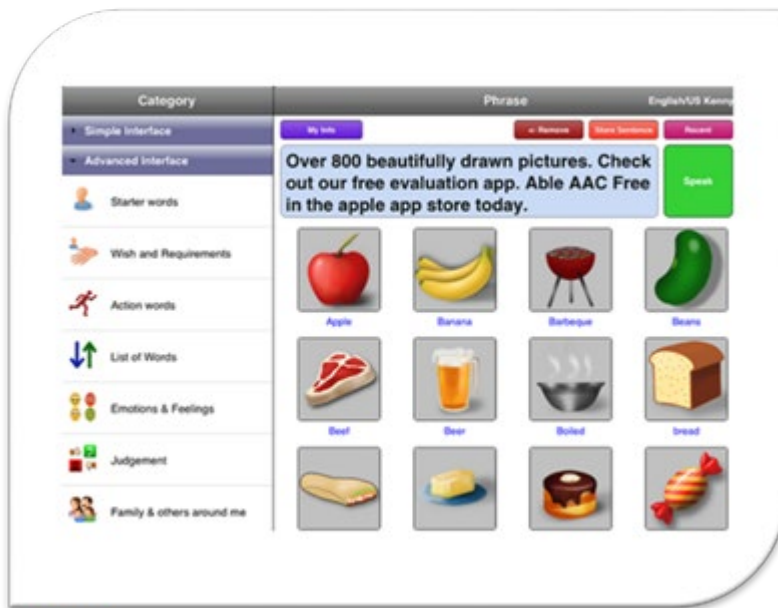 Category
Phrase
English/US Kenny
Simple Interface
Advanced Interface
Starter words
Wish and Requirements
Action words
List of Words
Emotions & Feelings
Judgement
Family & others around me
My Info
Remove
Store Sentence
Recent
Over 800 beautifully drawn pictures. Check
out our free evaluation app. Able AAC Free
in the apple app store today.
Speak
Apple
Banana
Barbeque
Beans
Beef
Beer
Boiled
bread